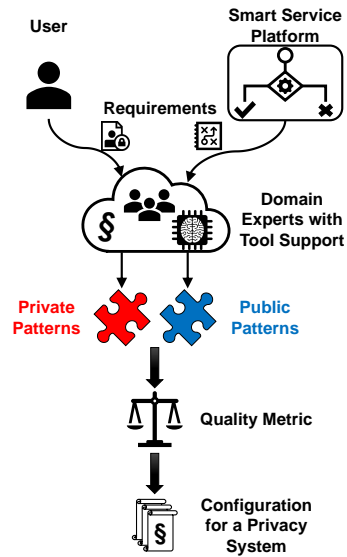 User
Smart Service
Platform
Requirements
§
Domain
Experts with
Tool Support
Private
Patterns
Public
Patterns
Quality Metric
§
Configuration
for a Privacy
System